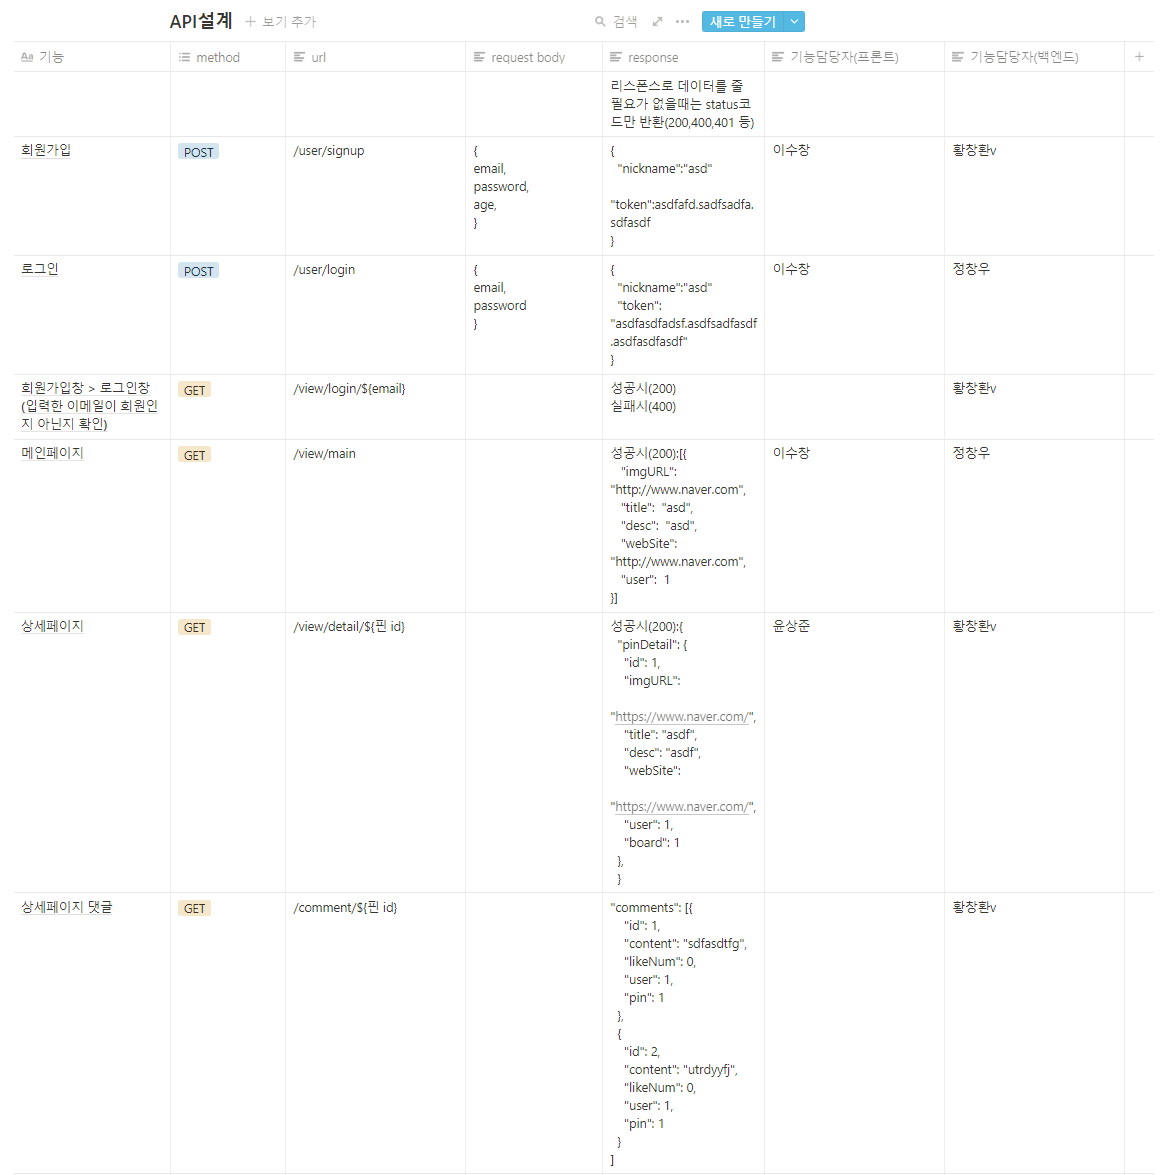 API설계 + 보기 추가 검색 ••• 새로 만들기
Aa 기능 method url request body response 기능담당자(프론트) 기능담당자(백엔드) +
리스폰스로 데이터를 줄
필요가 없을때는 status코
드만 반환(200,400,401 등)
회원가입 POST /user/signup { { 이수창 황창환v
email, "nickname":"asd"
password,
age, "token":asdfafd.sadfsadfa.
} sdfasdf
}
로그인 POST /user/login { { 이수창 정창우
email, "nickname":"asd"
password "token":
} "asdfasdfadsf.asdfsadfasdf
.asdfasdfasdf"
}
회원가입창 > 로그인창 GET /view/login/${email} 성공시(200) 황창환v
(입력한 이메일이 회원인 실패시(400)
지 아닌지 확인)
메인페이지 GET /view/main 성공시(200):[{ 이수창 정창우
"imgURL":
"http://www.naver.com",
"title": "asd",
"desc": "asd",
"webSite":
"http://www.naver.com",
"user": 1
}]
상세페이지 GET /view/detail/${핀 id} 성공시(200):{ 윤상준 황창환v
"pinDetail": {
"id": 1,
"imgURL":
"https://www.naver.com/",
"title": "asdf",
"desc": "asdf",
"webSite":
"https://www.naver.com/",
"user": 1,
"board": 1
},
}
상세페이지 댓글 GET /comment/${핀 id} "comments": [{ 황창환v
"id": 1,
"content": "sdfasdtfg",
"likeNum": 0,
"user": 1,
"pin": 1
},
{
"id": 2,
"content": "utrdyyfj",
"likeNum": 0,
"user": 1,
"pin": 1
}
]